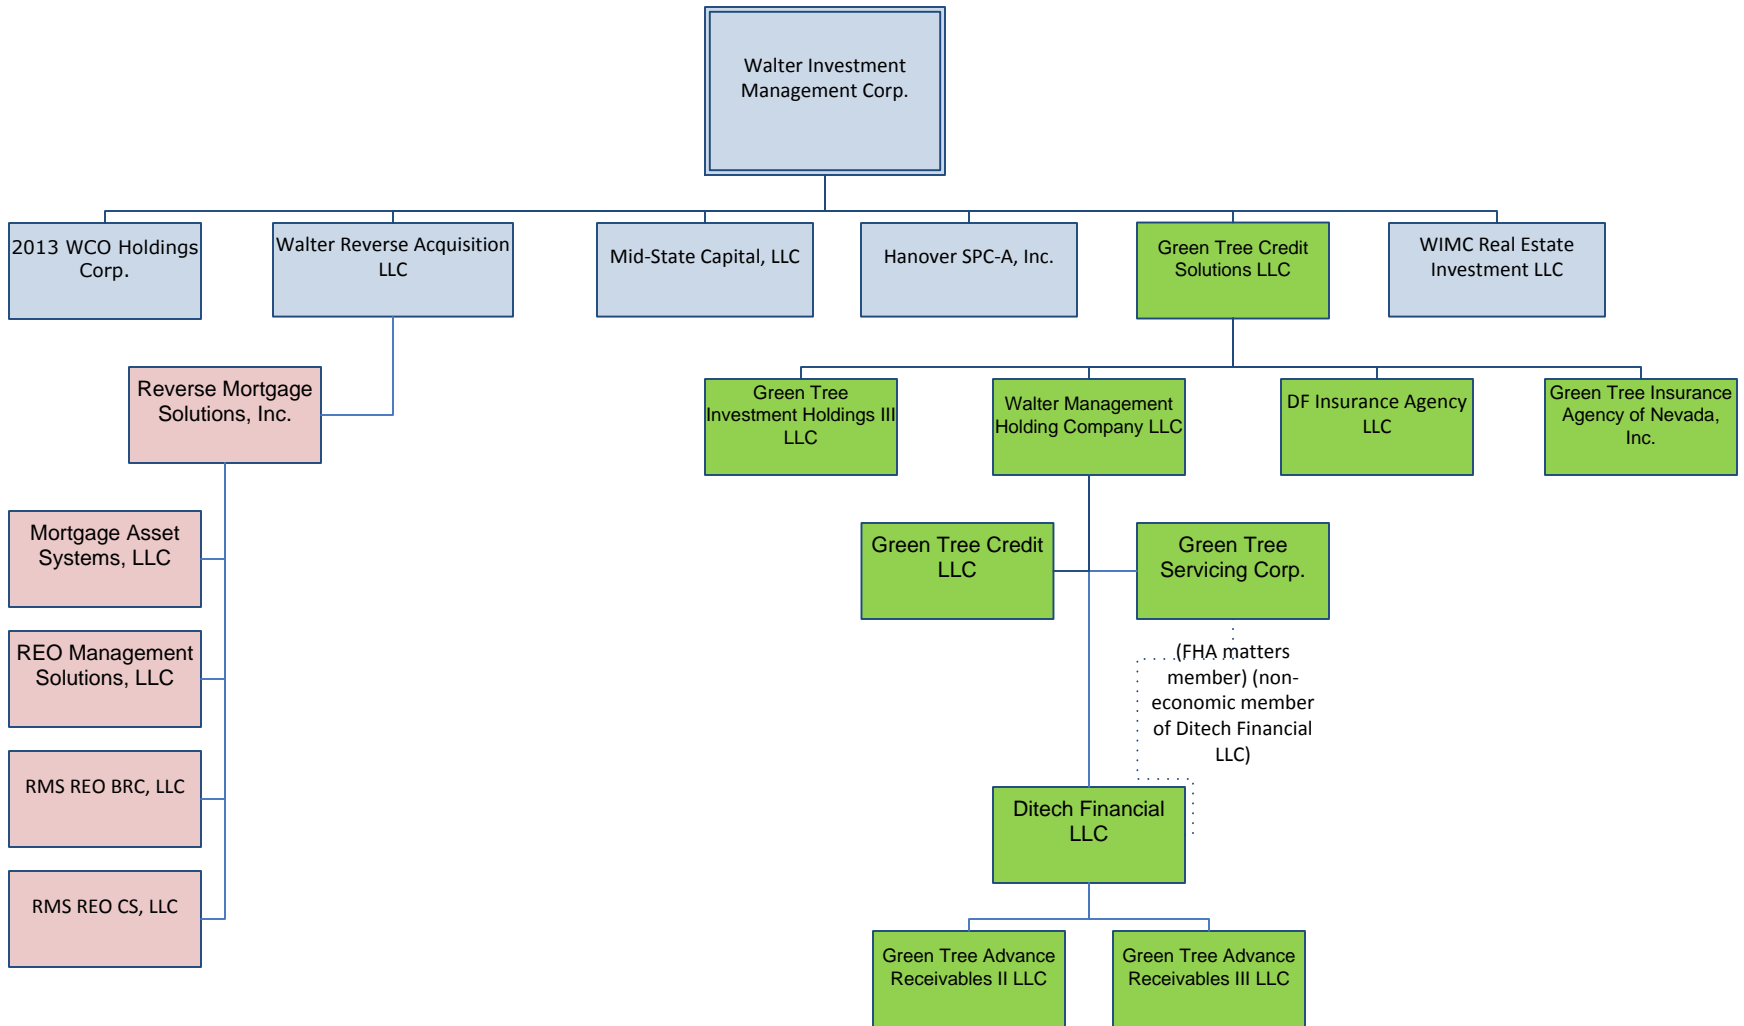 Walter Investment
Management Corp.
2013 WCO Holdings
Corp.
Walter Reverse Acquisition
LLC
Mid-State Capital, LLC
Hanover SPC-A, Inc.
Green Tree Credit
Solutions LLC
WIMC Real Estate
Investment LLC
Reverse Mortgage
Solutions, Inc.
Green Tree
Investment Holdings III
LLC
Walter Management
Holding Company LLC
DF Insurance Agency
LLC
Green Tree Insurance
Agency of Nevada,
Inc.
Mortgage Asset
Systems, LLC
Green Tree Credit
LLC
Green Tree
Servicing Corp.
REO Management
Solutions, LLC
(FHA matters
member) (non-
economic member
of Ditech Financial
LLC)
RMS REO BRC, LLC
Ditech Financial
LLC
RMS REO CS, LLC
Green Tree Advance
Receivables II LLC
Green Tree Advance
Receivables III LLC